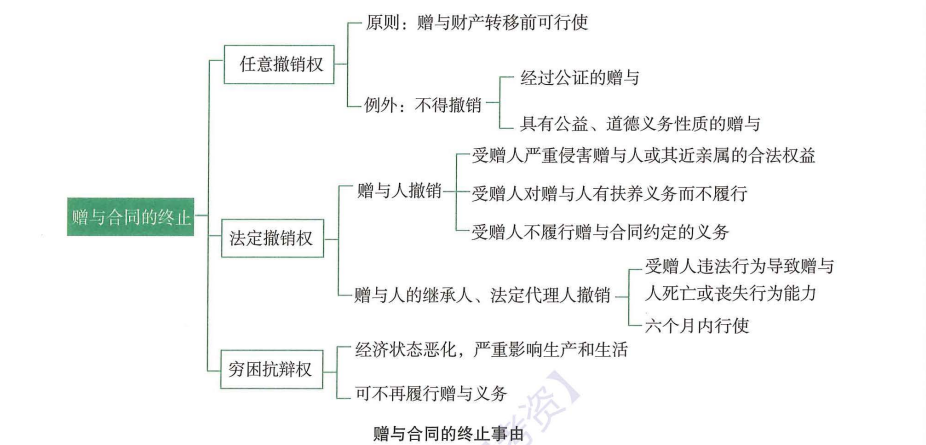 原则：赠与财产转移前可行使
任意撤销权
经过公证的赠与
例外：不得撤销
具有公益、道德义务性质的赠与
受赠人严重侵害赠与人或其近亲属的合法权益
赠与人撤销
受赠人对赠与人有扶养义务而不履行
赠与合同的终止
受赠人不履行赠与合同约定的义务
法定撤销权
受赠人违法行为导致赠与
人死亡或丧失行为能力
赠与人的继承人、法定代理人撤销
六个月内行使
经济状态恶化，严重影响生产和生活
穷困抗辩权
可不再履行赠与义务
考资】
赠与合同的终止事由